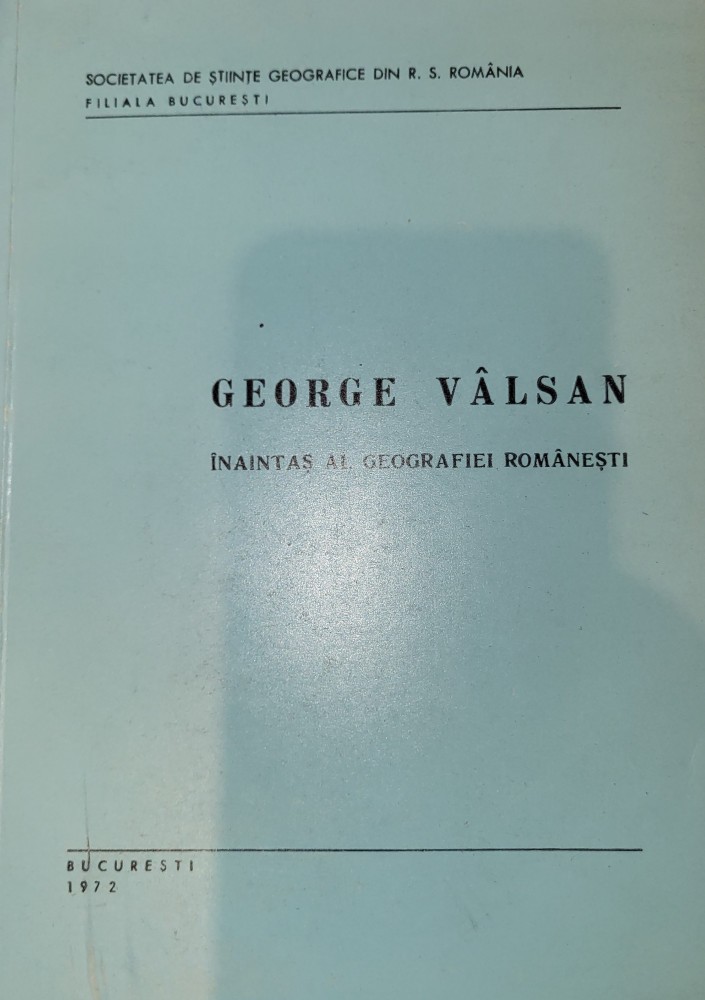 SOCIETATEA DE ȘTIINȚE GEOGRAFICE DIN R. S. ROMÂNIA
FILIALA BUCUREȘTI
GEORGE VÂLSAN
ÎNAINTAȘ AL GEOGRAFIEI ROMÂNEȘTI
BUCUREȘTI
1972